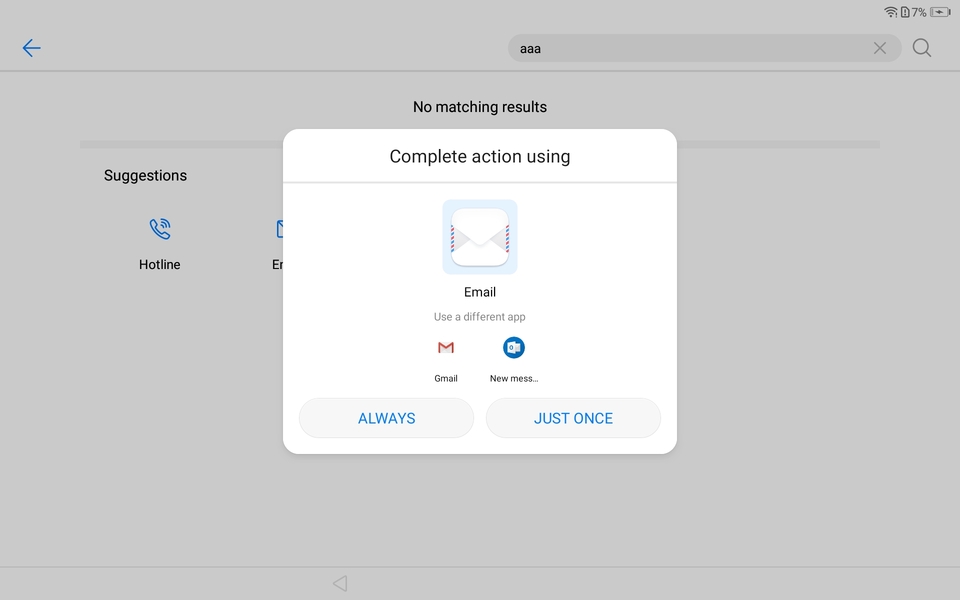 7%
aaa
No matching results
Complete action using
Suggestions
Hotline
Email
Use a different app
Gmail
New mess...
ALWAYS
JUST ONCE